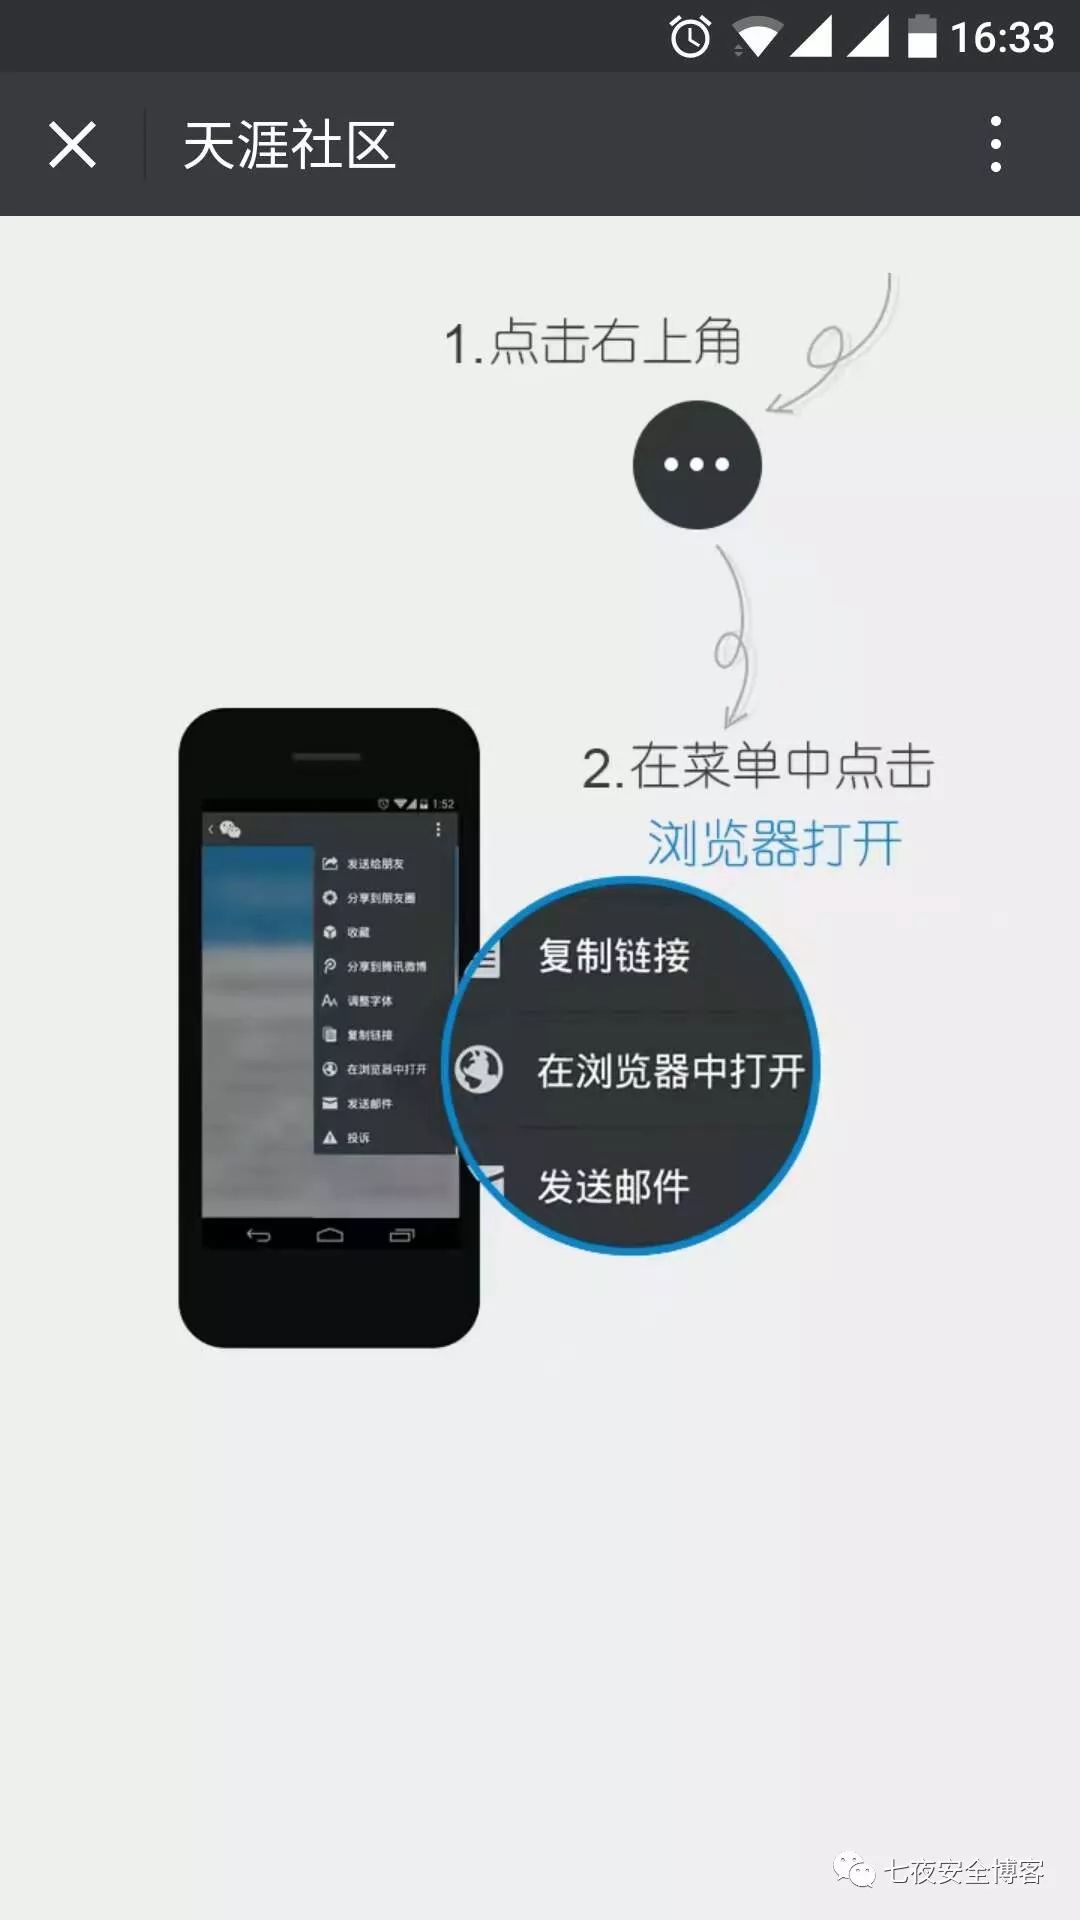 16:33
天涯社区
1.点击右上角
2.在菜单中点击
浏览器打开
1:52
发送给朋友
分享到朋友圈
收藏
分享到腾讯微博
调整字体
复制链接
在浏览器中打开
发送邮件
投诉
复制链接
在浏览器中打开
发送邮件
七夜安全博客